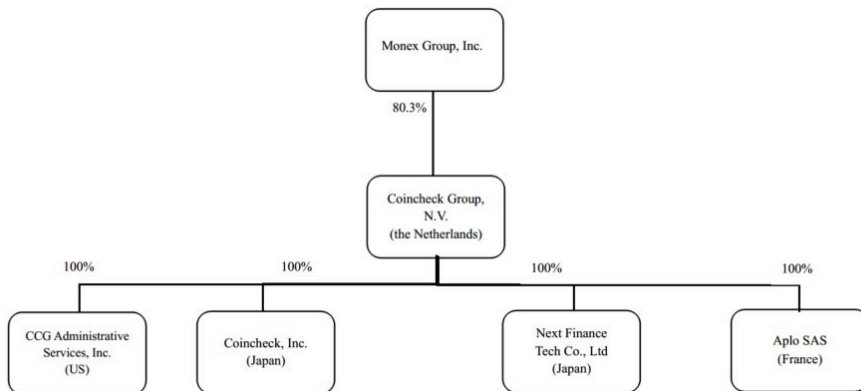 Monex Group, Inc.
80.3%
Coincheck Group,
N.V.
(the Netherlands)
100%
100%
100%
100%
CCG Administrative
Services, Inc.
(US)
Coincheck, Inc.
(Japan)
Next Finance
Tech Co., Ltd
(Japan)
Aplo SAS
(France)